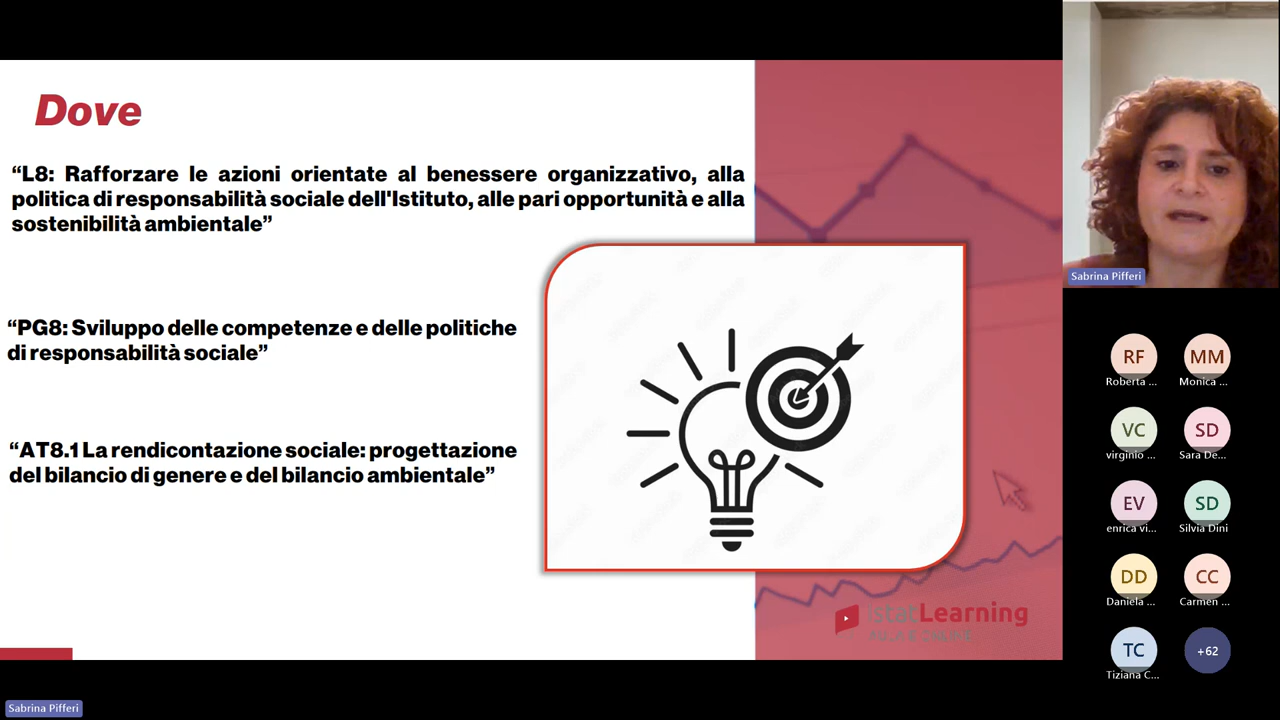 Dove
“L8: Rafforzare le azioni orientate al benessere organizzativo, alla
politica di responsabilità sociale dell'Istituto, alle pari opportunità e alla
sostenibilità ambientale”
“PG8: Sviluppo delle competenze e delle politiche
di responsabilità sociale”
“AT8.1 La rendicontazione sociale: progettazione
del bilancio di genere e del bilancio ambientale”
IstatLearning
Sabrina Pifferi
RF
MM
Roberta ...
Monica ...
VC
SD
virginio ...
Sara De...
EV
SD
enrica vi...
Silvia Dini
DD
CC
Daniela ...
Carmen ...
TC
+62
Tiziana C...
Sabrina Pifferi